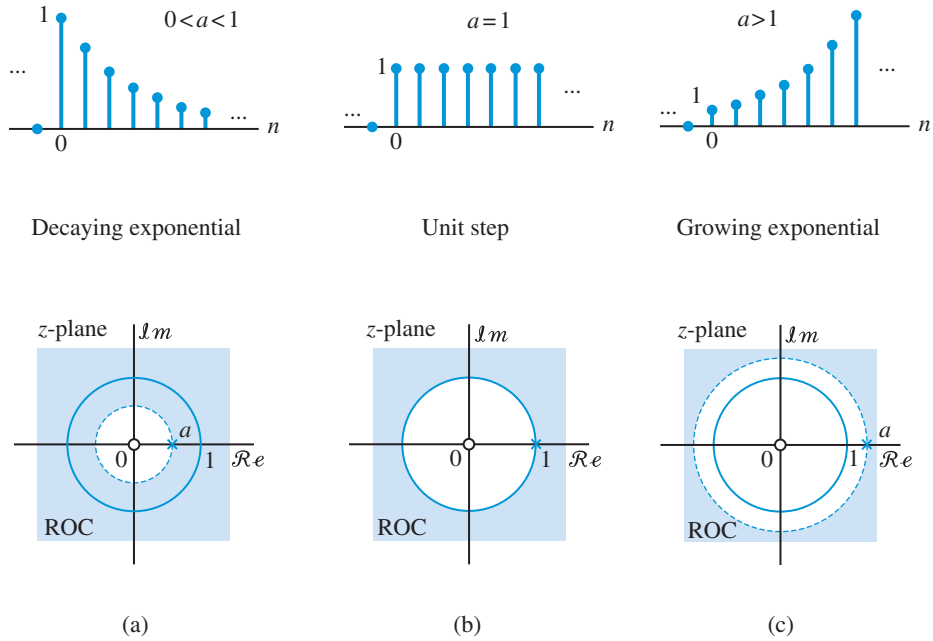 0 < a < 1
1
...
...
0
n
a = 1
1
...
...
0
n
a > 1
1
...
...
0
n
Decaying exponential
Unit step
Growing exponential
z-plane
ℐm
a
0
1
ℛe
ROC
z-plane
ℐm
0
1
ℛe
ROC
z-plane
ℐm
a
0
1
ℛe
ROC
(a)
(b)
(c)